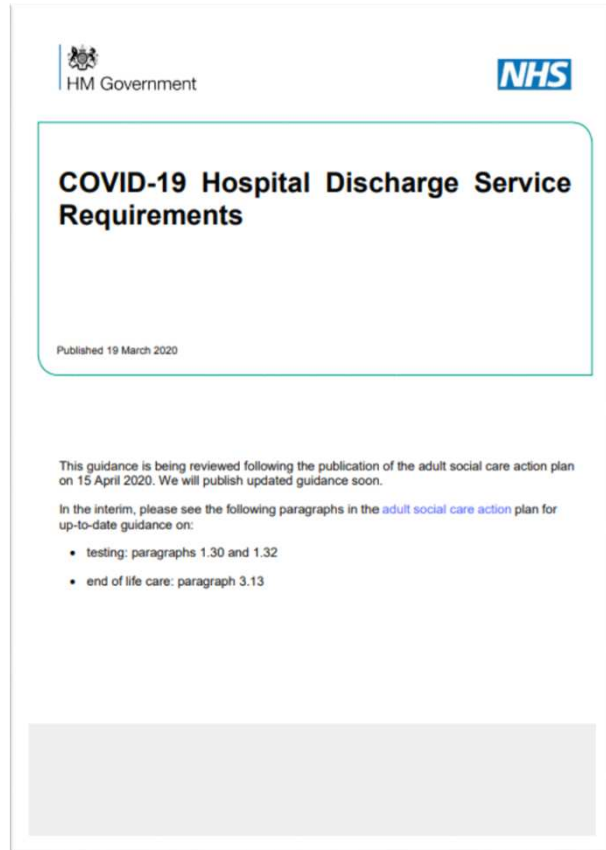 HM Government
NHS
COVID-19 Hospital Discharge Service
Requirements
Published 19 March 2020
This guidance is being reviewed following the publication of the adult social care action plan
on 15 April 2020. We will publish updated guidance soon.
In the interim, please see the following paragraphs in the adult social care action plan for
up-to-date guidance on:
• testing: paragraphs 1.30 and 1.32
• end of life care: paragraph 3.13